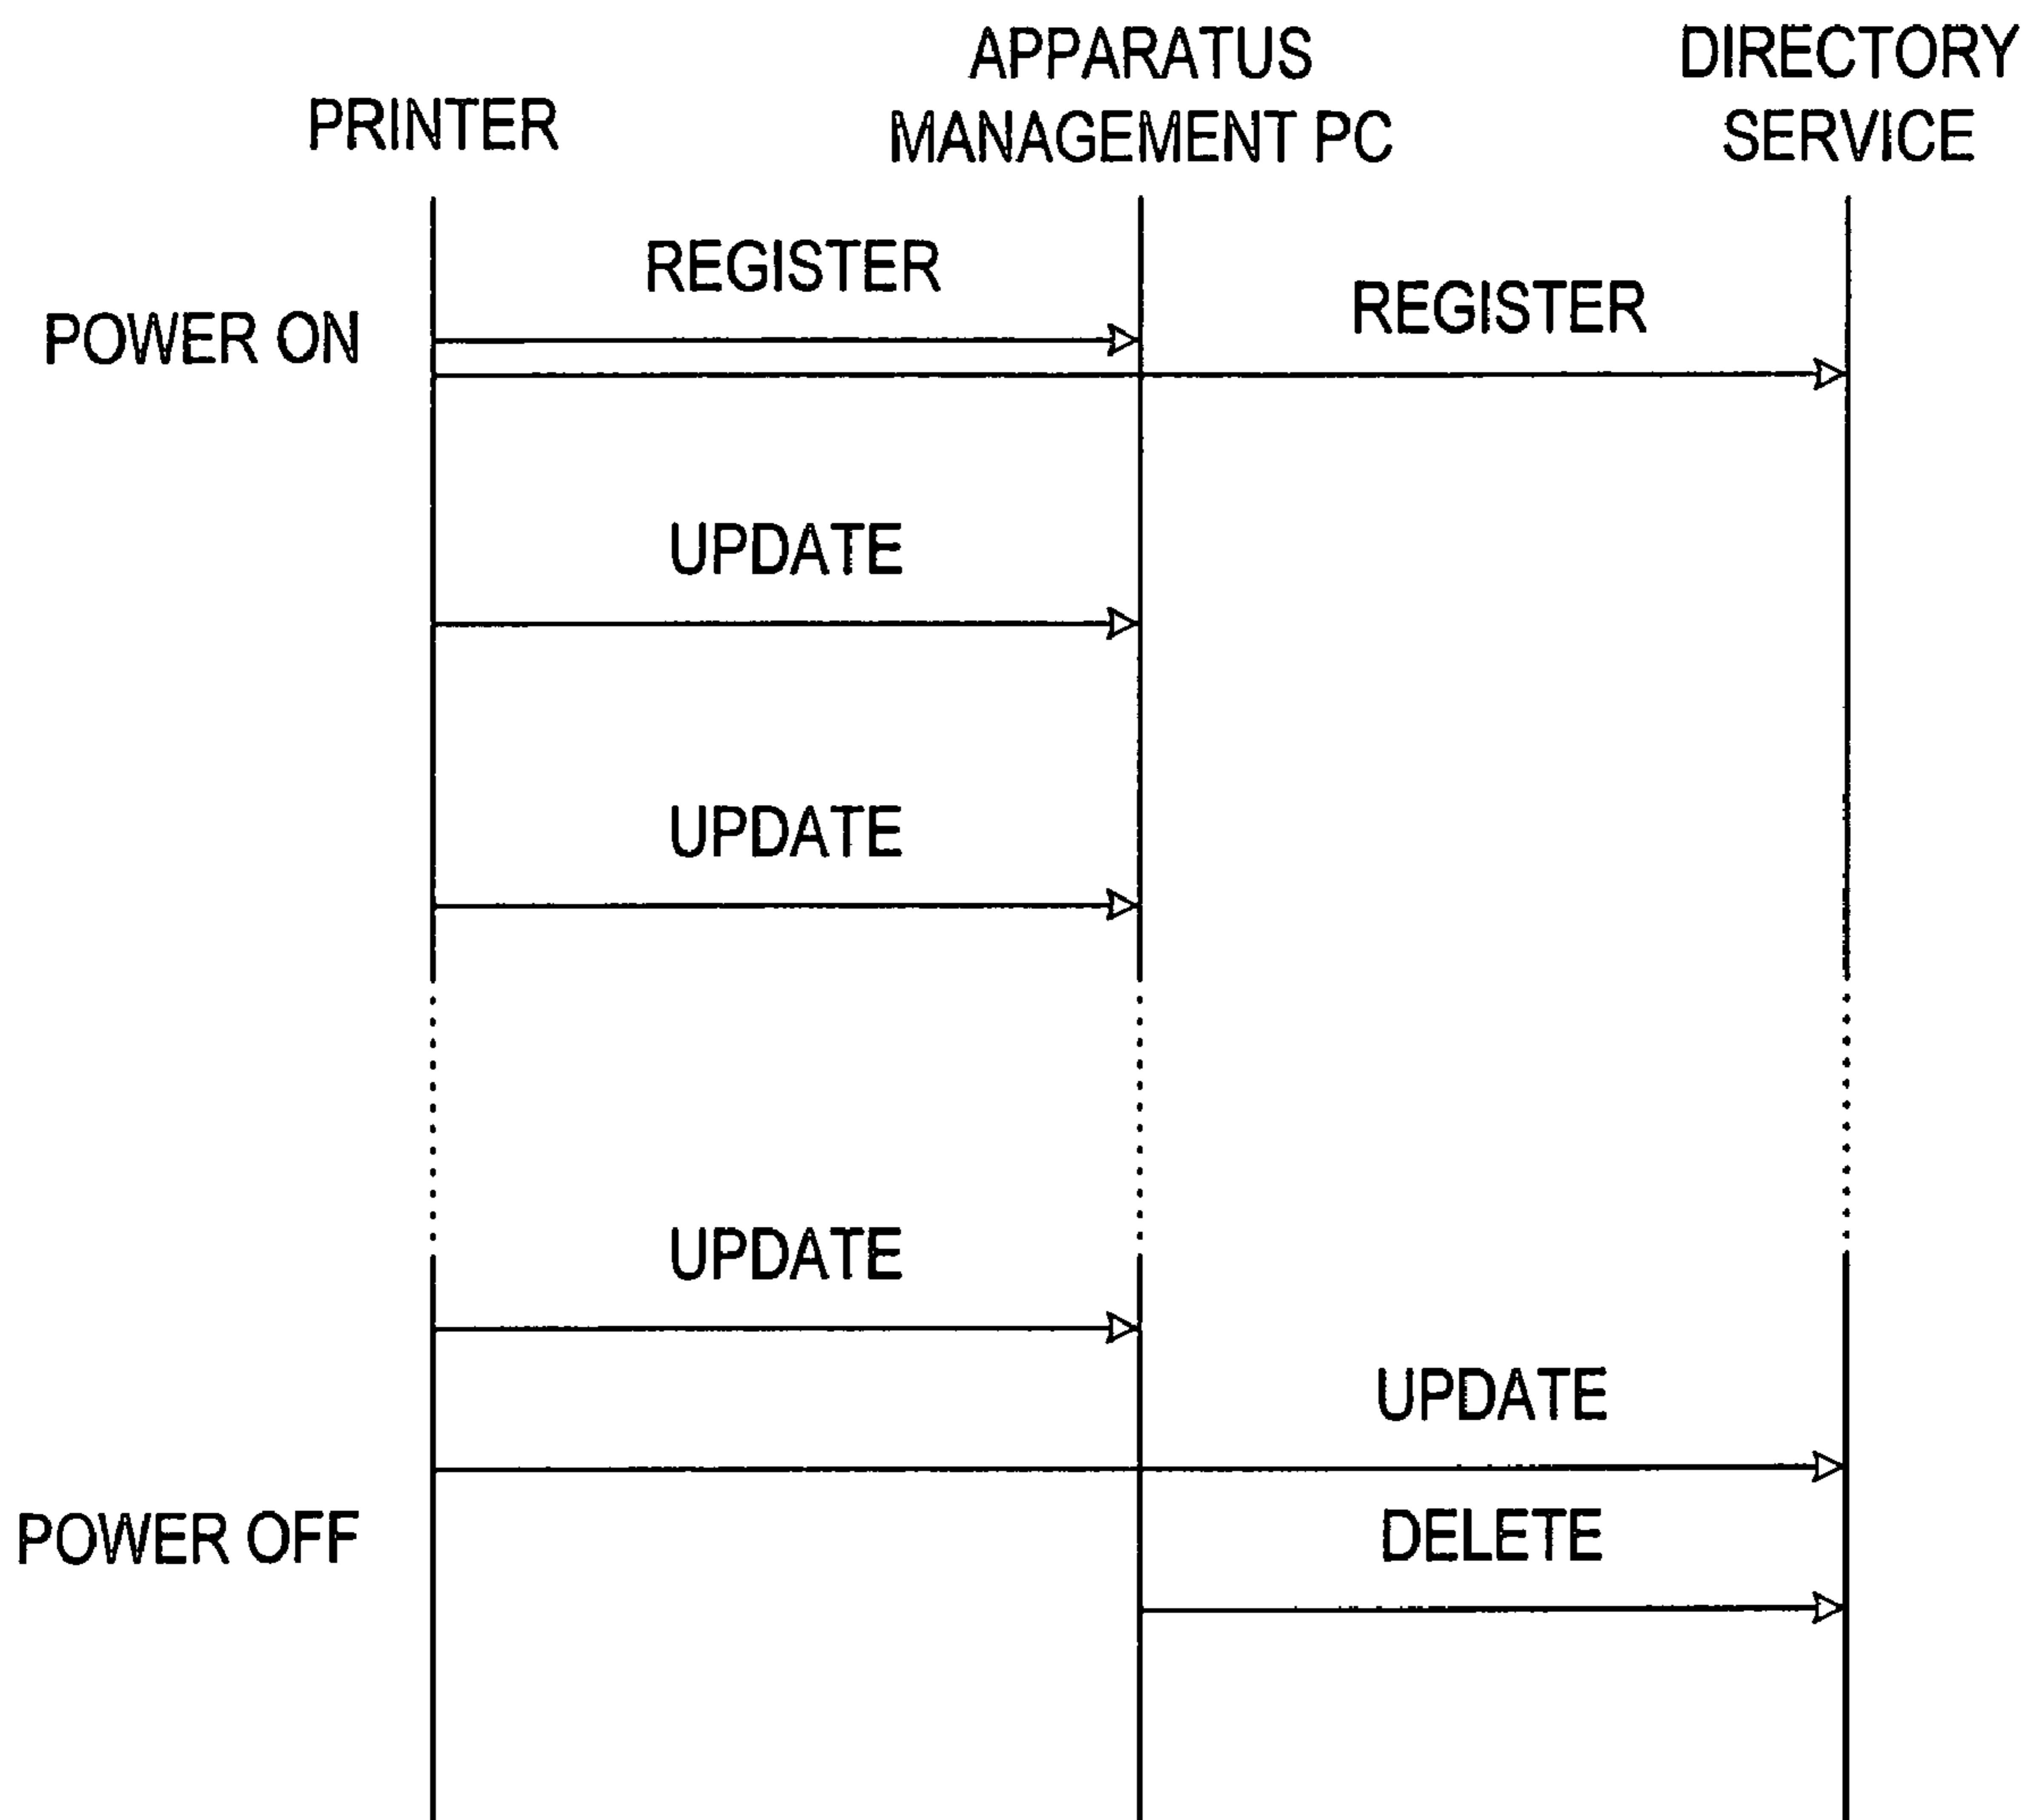 APPARATUS
MANAGEMENT PC
DIRECTORY
SERVICE
PRINTER
REGISTER
REGISTER
POWER ON
UPDATE
UPDATE
UPDATE
UPDATE
POWER OFF
DELETE